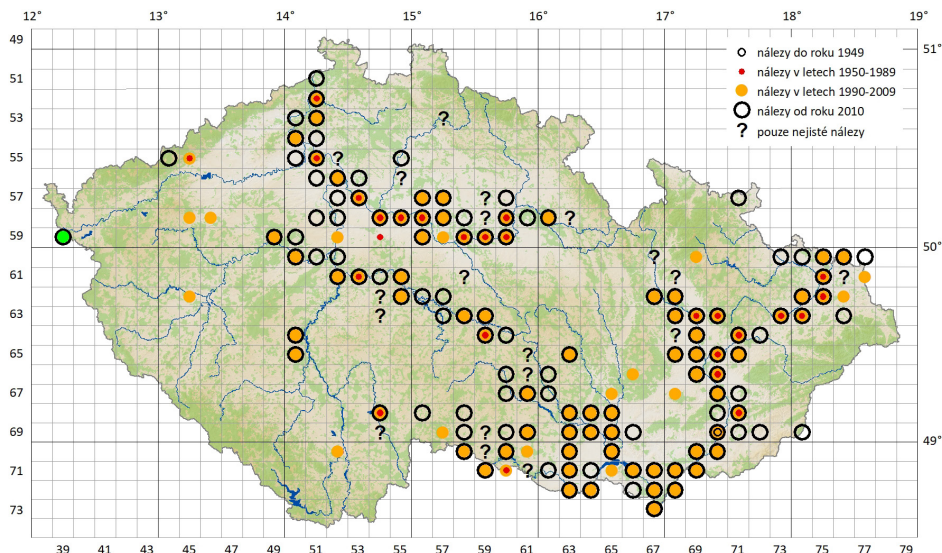 12° 13° 14° 15° 16° 17° 18° 19°
49
51° 
nálezy do roku 1949
51
nálezy v letech 1950-1989
nálezy v letech 1990-2009
53
nálezy od roku 2010
? pouze nejisté nálezy
55
57
59
50°
61
63
65
67
69
49°
71
73
39 41 43 45 47 49 51 53 55 57 59 61 63 65 67 69 71 73 75 77 79